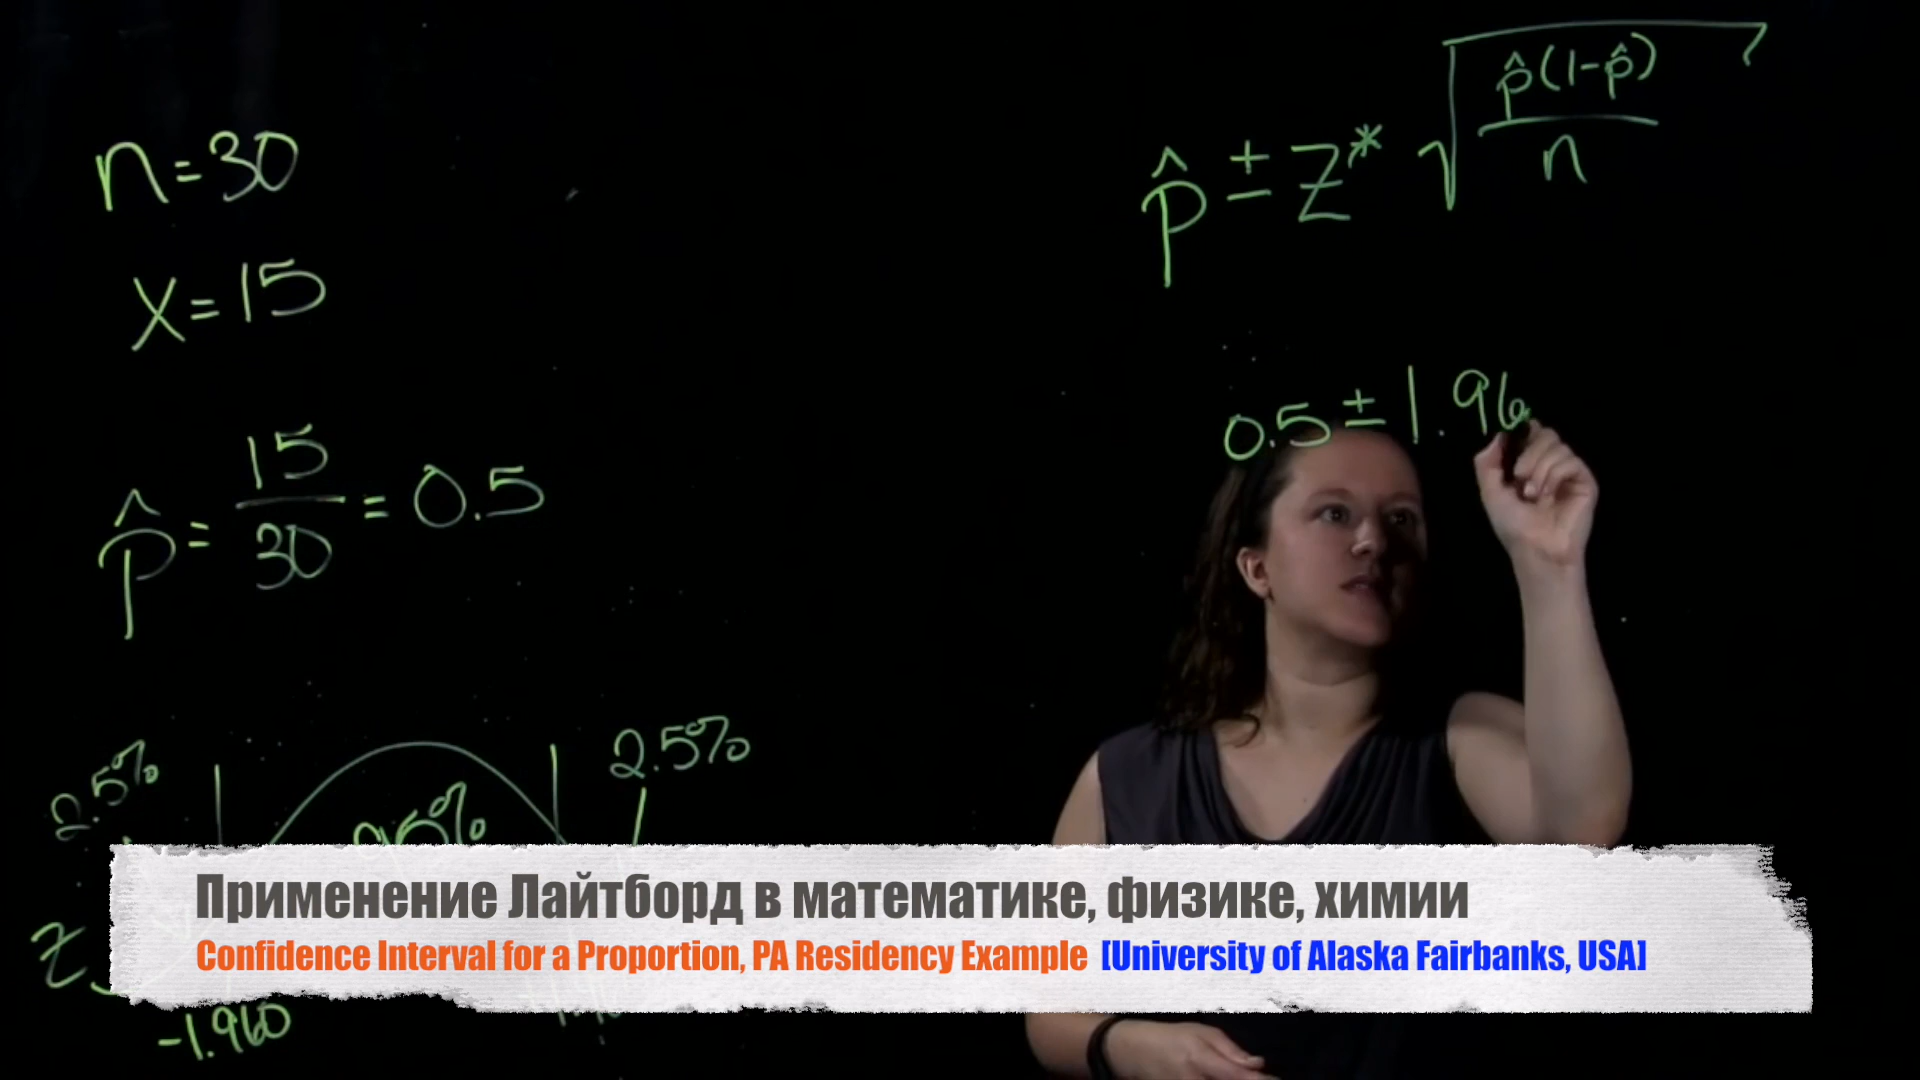 n=30
x=15
p̂ = 15/30 = 0.5
2.5%
95%
2.5%
z
-1.960
p̂ ± z* √ p̂(1-p̂)/n
0.5 ± 1.96
Применение Лайтборд в математике, физике, химии
Confidence Interval for a Proportion, PA Residency Example [University of Alaska Fairbanks, USA]